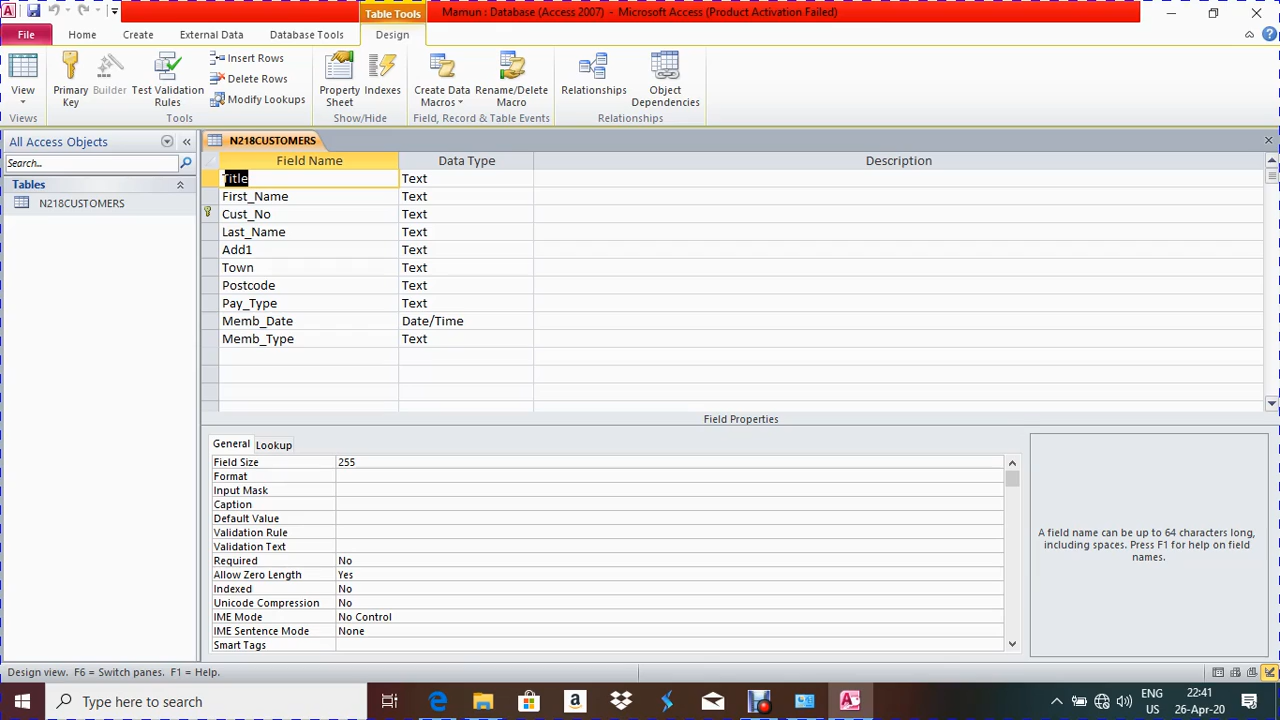 Table Tools
Mamun : Database (Access 2007) - Microsoft Access (Product Activation Failed)
File
Home
Create
External Data
Database Tools
Design
View
Primary Key
Builder
Test Validation Rules
Insert Rows
Delete Rows
Modify Lookups
Property Sheet
Indexes
Create Data Macros
Rename/Delete Macro
Relationships
Object Dependencies
Views
Tools
Show/Hide
Field, Record & Table Events
Relationships
All Access Objects
Search...
Tables
N218CUSTOMERS
N218CUSTOMERS
Field Name Data Type Description
Title Text
First_Name Text
Cust_No Text
Last_Name Text
Add1 Text
Town Text
Postcode Text
Pay_Type Text
Memb_Date Date/Time
Memb_Type Text
Field Properties
General Lookup
Field Size 255
Format
Input Mask
Caption
Default Value
Validation Rule
Validation Text
Required No
Allow Zero Length Yes
Indexed No
Unicode Compression No
IME Mode No Control
IME Sentence Mode None
Smart Tags
A field name can be up to 64 characters long,
including spaces. Press F1 for help on field
names.
Design view. F6 = Switch panes. F1 = Help.
Type here to search
ENG
US
22:41
26-Apr-20